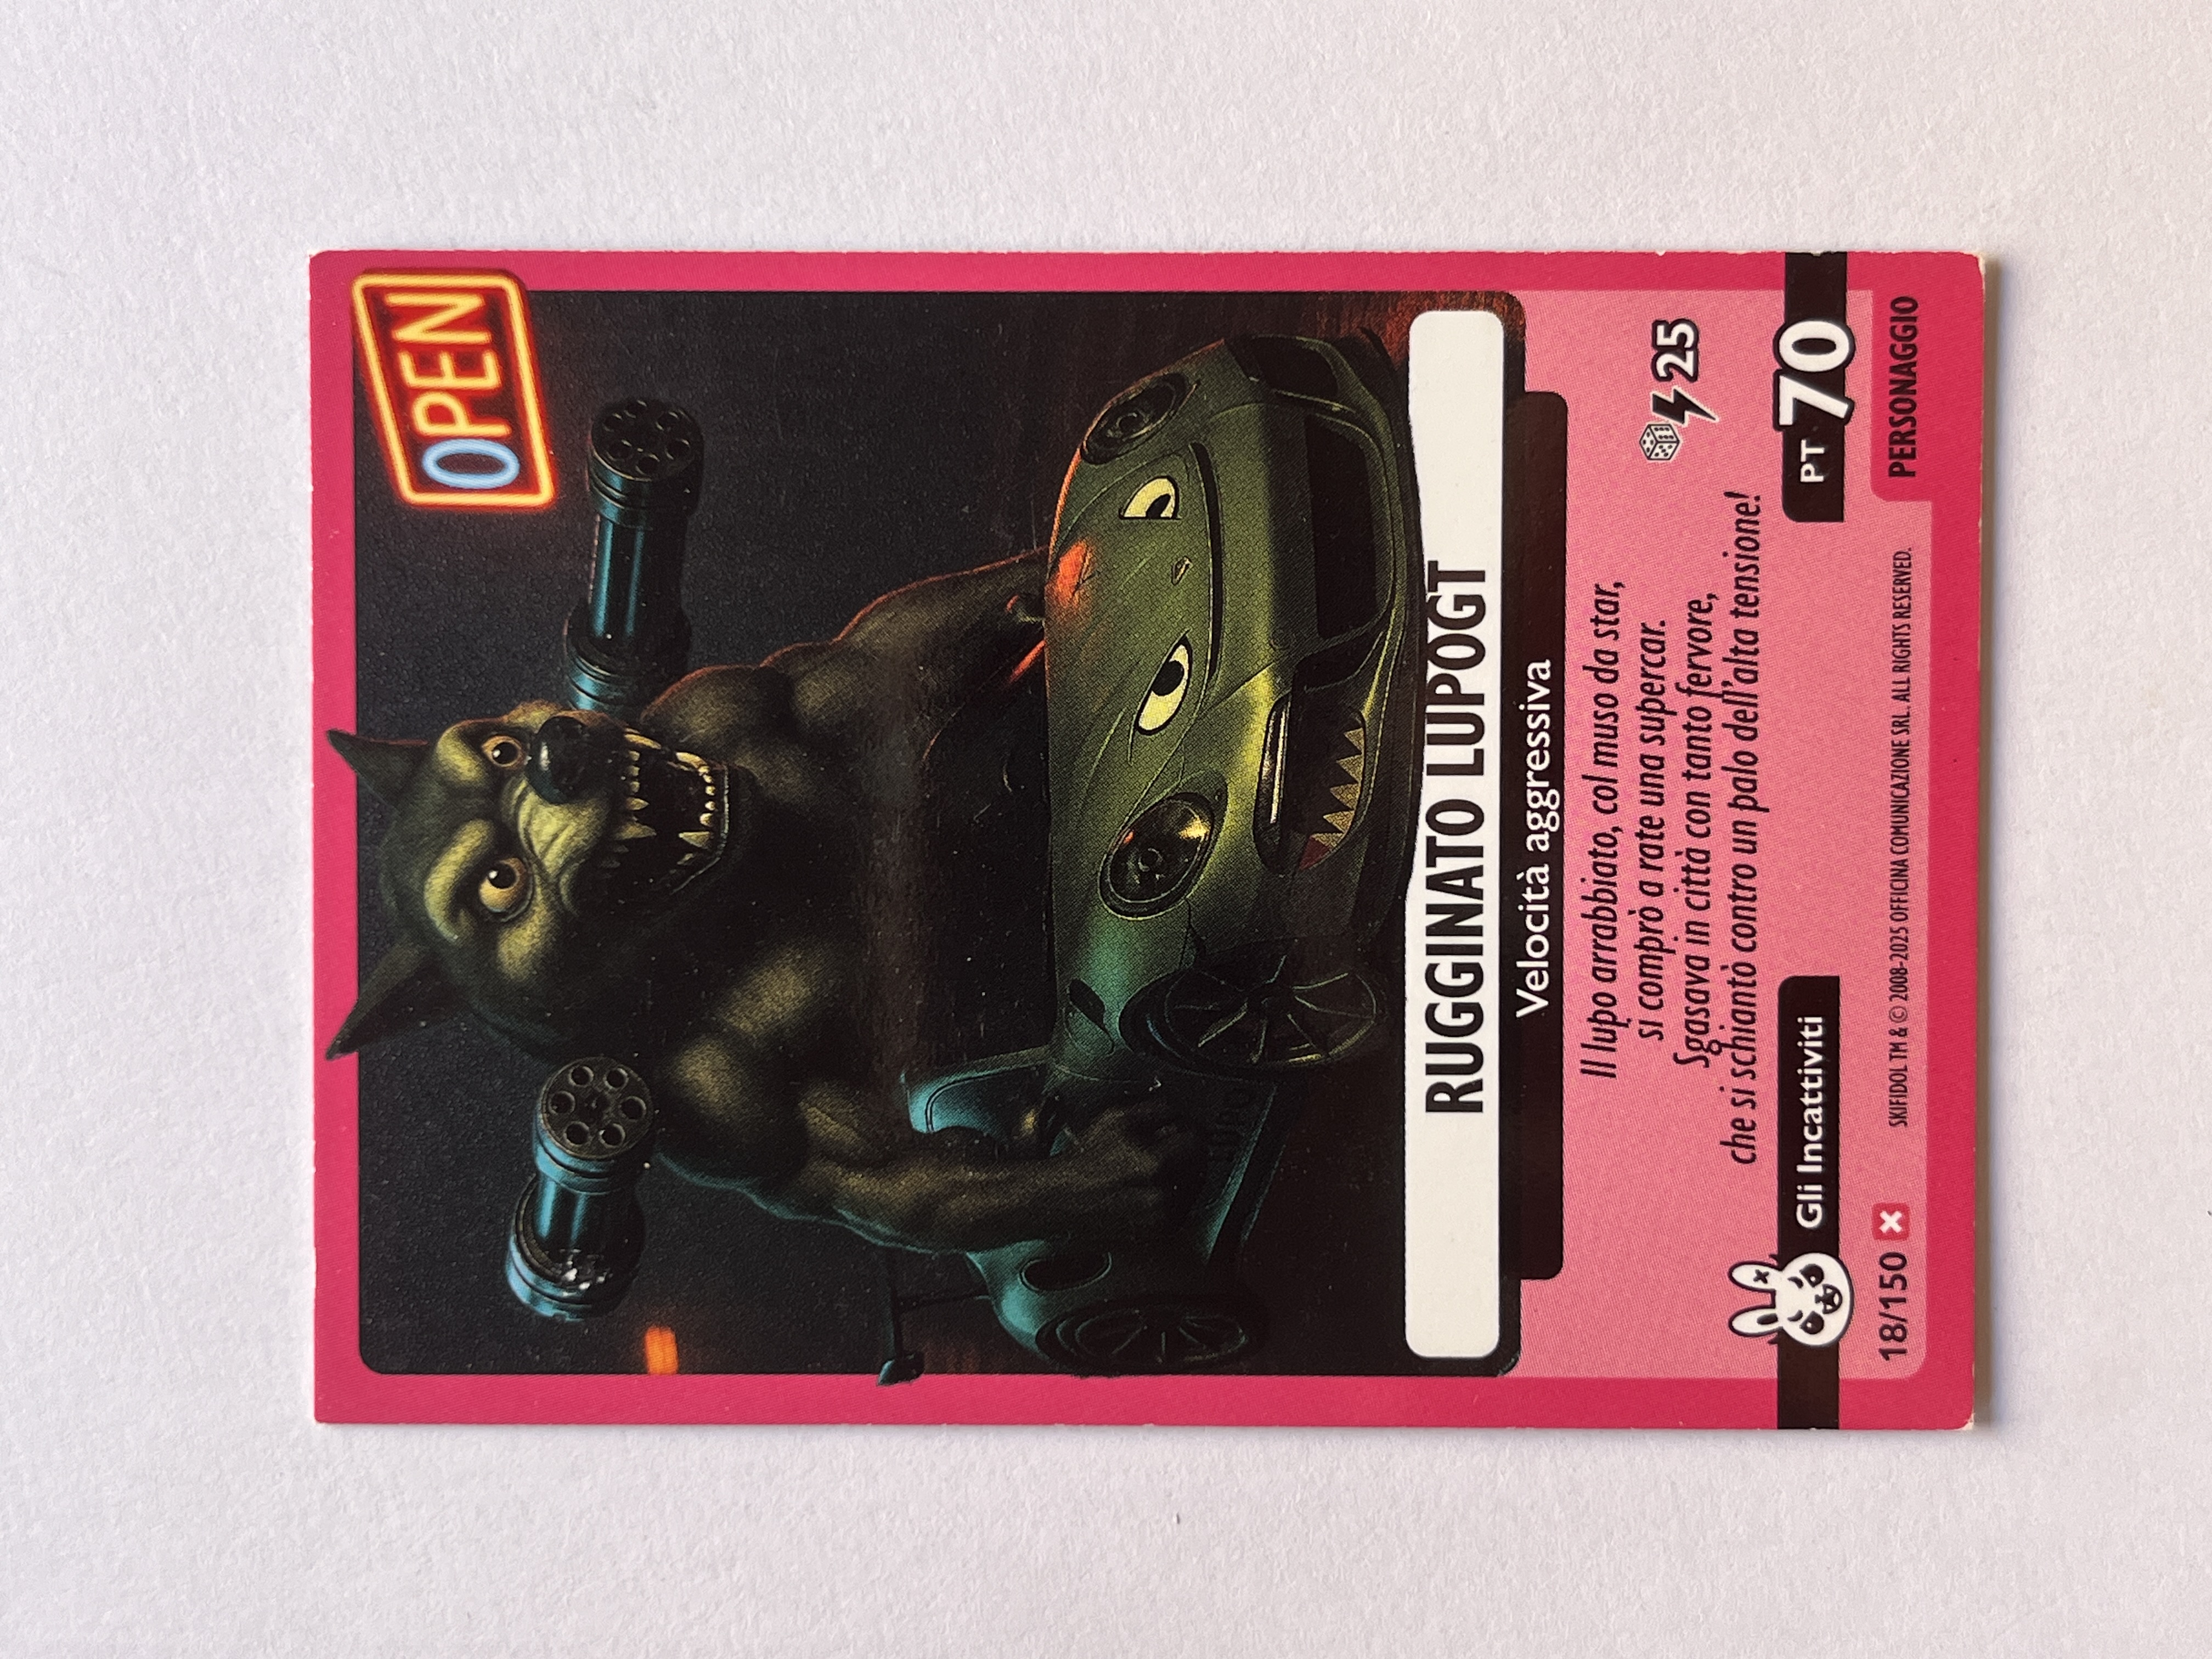 OPEN
RUGGINATO LUPOGT
Velocità aggressiva
Il lupo arrabbiato, col muso da star,
si comprò a rate una supercar.
Sgasava in città con tanto fervore,
che si schiantò contro un palo dell'alta tensione!
25
Gli Incattiviti
PT 70
18/150
SKIFIDOL TM & © 2008-2025 OFFICINA COMUNICAZIONE SRL. ALL RIGHTS RESERVED.
PERSONAGGIO